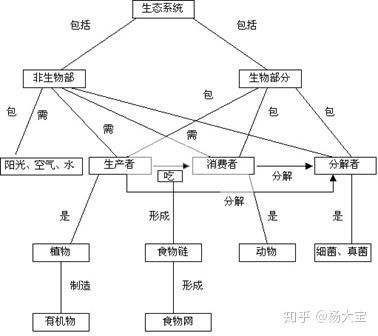 生态系统
包括 包括
非生物部 生物部分
包 需 需 需 包 包 包
阳光、空气、水 生产者 消费者 分解者
吃 分解
分解
是 形成 是 是
植物 食物链 动物 细菌、真菌
制造 形成
有机物 食物网
知乎 @杨大宝